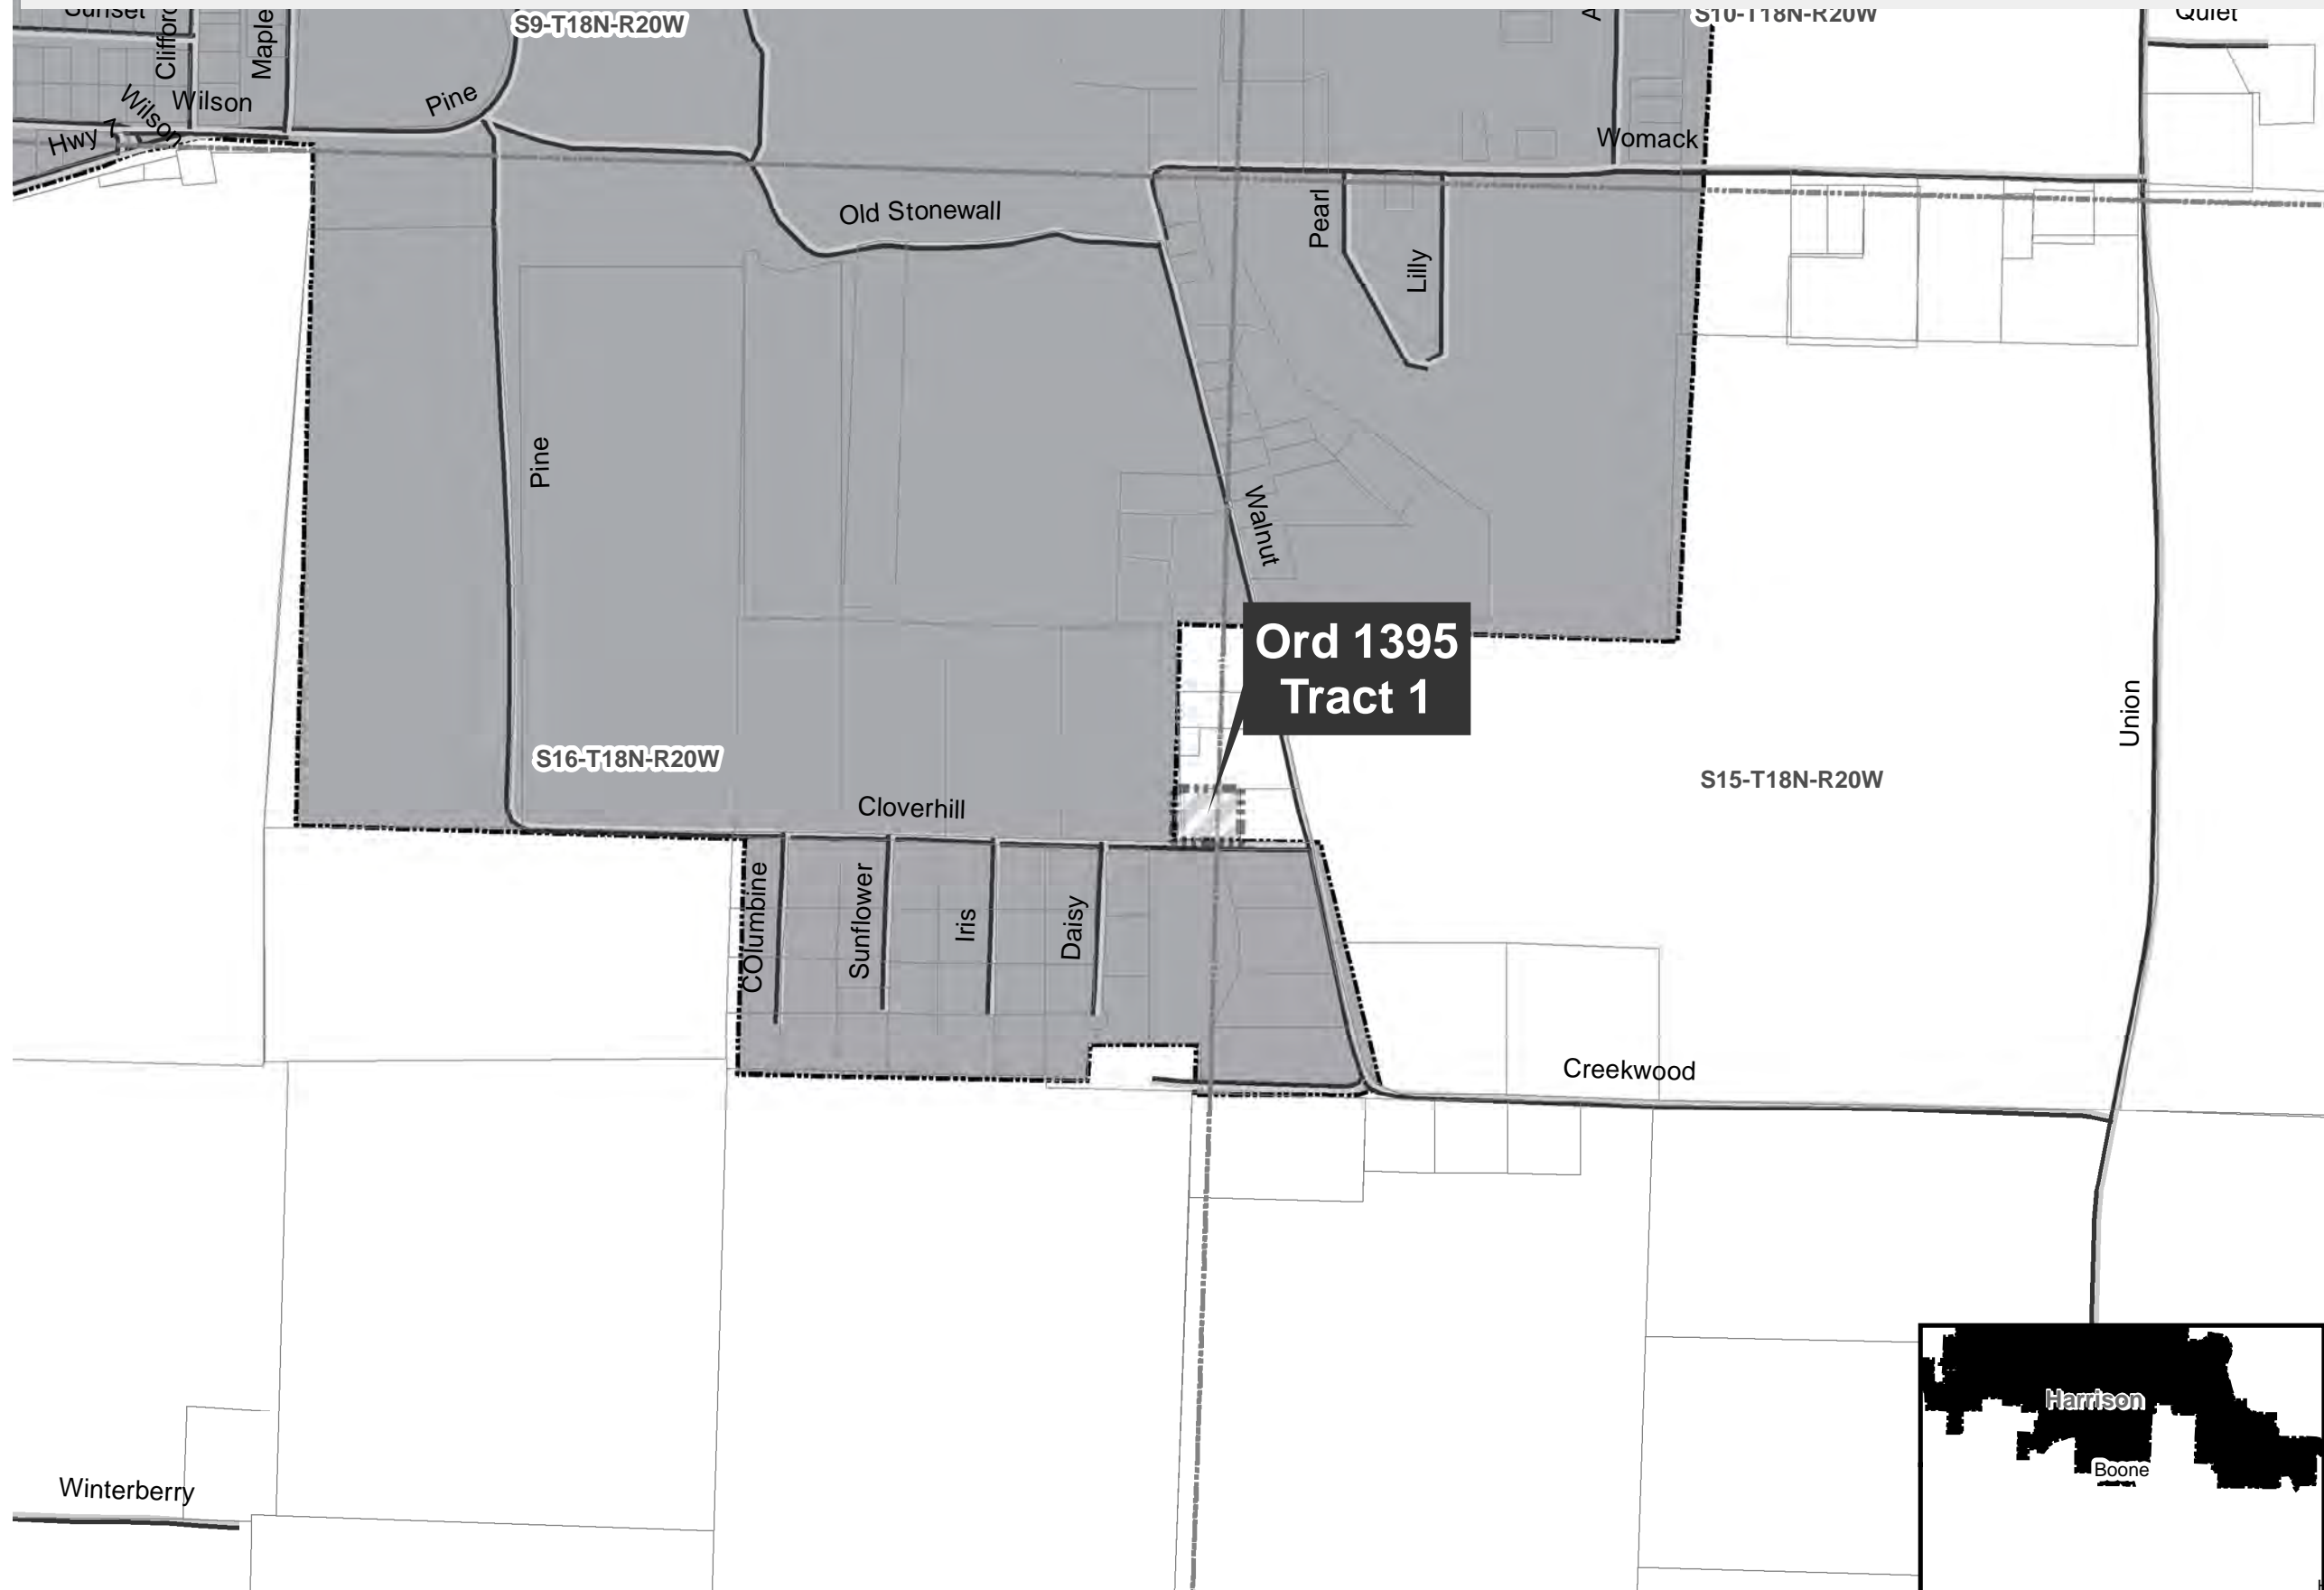 Sunset
S9-T18N-R20W
S10-T18N-R20W
Quiet
Maple
Wilson
Wilson
Pine
Hwy 7
Womack
Old Stonewall
Pearl
Lilly
Pine
Walnut
Ord 1395
Tract 1
Union
S16-T18N-R20W
S15-T18N-R20W
Cloverhill
COlumbine
Sunflower
Iris
Daisy
Creekwood
Harrison
Boone
Winterberry